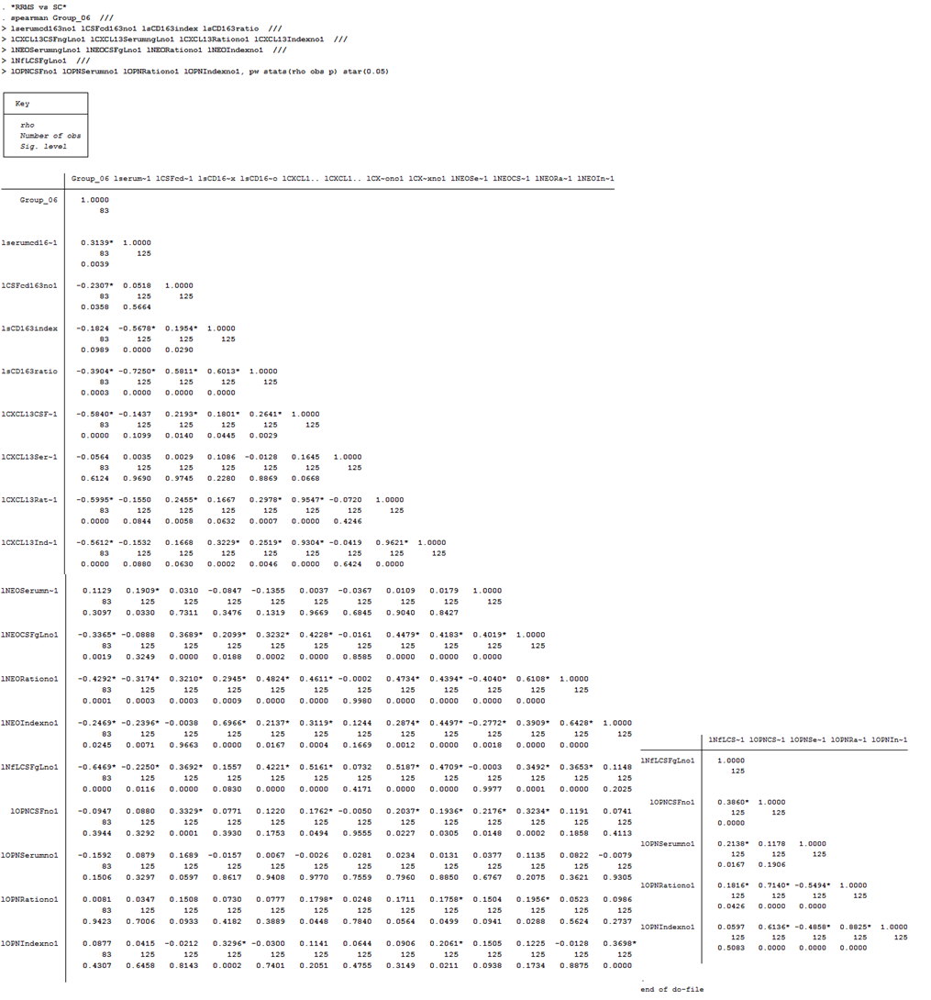 . *RRMS vs SC*
. spearman Group_06  ///
> lserumcd163no1 lCSFcd163no1 lsCD163index lsCD163ratio  ///
> lCXCL13CSFngLno1 lCXCL13SerumngLno1 lCXCL13Rationo1 lCXCL13Indexno1  ///
> lNEOSerumngLno1 lNEOCSFgLno1 lNEORationo1 lNEOIndexno1  ///
> lNfLCSFgLno1  ///
> lOPNCSFno1 lOPNSerumno1 lOPNRationo1 lOPNIndexno1, pw stats(rho obs p) star(0.05)
Key
rho
Number of obs
Sig. level
Group_06 lserum~1 lCSFcd~1 lsCD16~x lsCD16~o lCXCL1.. lCXCL1.. lCX~ono1 lCX~xno1 lNEOSe~1 lNEOCS~1 lNEORa~1 lNEOIn~1
Group_06 1.0000
83
lserumcd16~1 0.3139* 1.0000
83 125
0.0039
lCSFcd163no1 -0.2307* 0.0518 1.0000
83 125 125
0.0358 0.5664
lsCD163index -0.1824 -0.5678* 0.1954* 1.0000
83 125 125 125
0.0989 0.0000 0.0290
lsCD163ratio -0.3904* -0.7250* 0.5811* 0.6013* 1.0000
83 125 125 125 125
0.0003 0.0000 0.0000 0.0000
lCXCL13CSF~1 -0.5840* -0.1437 0.2193* 0.1801* 0.2641* 1.0000
83 125 125 125 125 125
0.0000 0.1099 0.0140 0.0445 0.0029
lCXCL13Ser~1 -0.0564 0.0035 0.0029 0.1086 -0.0128 0.1645 1.0000
83 125 125 125 125 125 125
0.6124 0.9690 0.9745 0.2280 0.8869 0.0668
lCXCL13Rat~1 -0.5995* -0.1550 0.2455* 0.1667 0.2978* 0.9547* -0.0720 1.0000
83 125 125 125 125 125 125 125
0.0000 0.0844 0.0058 0.0632 0.0007 0.0000 0.4246
lCXCL13Ind~1 -0.5612* -0.1532 0.1668 0.3229* 0.2519* 0.9304* -0.0419 0.9621* 1.0000
83 125 125 125 125 125 125 125 125
0.0000 0.0880 0.0630 0.0002 0.0046 0.0000 0.6424 0.0000
lNEOSerumn~1 0.1129 0.1909* 0.0310 -0.0847 -0.1355 0.0037 -0.0367 0.0109 0.0179 1.0000
83 125 125 125 125 125 125 125 125 125
0.3097 0.0330 0.7311 0.3476 0.1319 0.9669 0.6845 0.9040 0.8427
lNEOCSFgLno1 -0.3365* -0.0888 0.3689* 0.2099* 0.3232* 0.4228* -0.0161 0.4479* 0.4183* 0.4019* 1.0000
83 125 125 125 125 125 125 125 125 125 125
0.0019 0.3249 0.0000 0.0188 0.0002 0.0000 0.8585 0.0000 0.0000 0.0000
lNEORationo1 -0.4292* -0.3174* 0.3210* 0.2945* 0.4824* 0.4611* -0.0002 0.4734* 0.4394* -0.4040* 0.6108* 1.0000
83 125 125 125 125 125 125 125 125 125 125 125
0.0001 0.0003 0.0003 0.0009 0.0000 0.0000 0.9980 0.0000 0.0000 0.0000 0.0000
lNEOIndexno1 -0.2469* -0.2396* -0.0038 0.6966* 0.2137* 0.3119* 0.1244 0.2874* 0.4497* -0.2772* 0.3909* 0.6428* 1.0000
83 125 125 125 125 125 125 125 125 125 125 125 125
0.0245 0.0071 0.9663 0.0000 0.0167 0.0004 0.1669 0.0012 0.0000 0.0018 0.0000 0.0000
lNfLCSFgLno1 -0.6469* -0.2250* 0.3692* 0.1557 0.4221* 0.5161* 0.0732 0.5187* 0.4709* -0.0003 0.3492* 0.3653* 0.1148
83 125 125 125 125 125 125 125 125 125 125 125 125
0.0000 0.0116 0.0000 0.0830 0.0000 0.0000 0.4171 0.0000 0.0000 0.9977 0.0001 0.0000 0.2025
lOPNCSFno1 -0.0947 0.0880 0.3329* 0.0771 0.1220 0.1762* -0.0050 0.2037* 0.1936* 0.2176* 0.3234* 0.1191 0.0741
83 125 125 125 125 125 125 125 125 125 125 125 125
0.3944 0.3292 0.0001 0.3930 0.1753 0.0494 0.9555 0.0227 0.0305 0.0148 0.0002 0.1858 0.4113
lOPNSerumno1 -0.1592 0.0879 0.1689 -0.0157 0.0067 -0.0026 0.0281 0.0234 0.0131 0.0377 0.1135 0.0822 -0.0079
83 125 125 125 125 125 125 125 125 125 125 125 125
0.1506 0.3297 0.0597 0.8617 0.9408 0.9770 0.7559 0.7960 0.8850 0.6767 0.2075 0.3621 0.9305
lOPNRationo1 0.0081 0.0347 0.1508 0.0730 0.0777 0.1798* 0.0248 0.1711 0.1758* 0.1504 0.1956* 0.0523 0.0986
83 125 125 125 125 125 125 125 125 125 125 125 125
0.9423 0.7006 0.0933 0.4182 0.3889 0.0448 0.7840 0.0564 0.0499 0.0941 0.0288 0.5624 0.2737
lOPNIndexno1 0.0877 0.0415 -0.0212 0.3296* -0.0300 0.1141 0.0644 0.0906 0.2061* 0.1505 0.1225 -0.0128 0.3698*
83 125 125 125 125 125 125 125 125 125 125 125 125
0.4307 0.6458 0.8143 0.0002 0.7401 0.2051 0.4755 0.3149 0.0211 0.0938 0.1734 0.8875 0.0000
lNfLCS~1 lOPNCS~1 lOPNSe~1 lOPNRa~1 lOPNIn~1
lNfLCSFgLno1 1.0000
125
lOPNCSFno1 0.3860* 1.0000
125 125
0.0000
lOPNSerumno1 0.2138* 0.1178 1.0000
125 125 125
0.0167 0.1906
lOPNRationo1 0.1816* 0.7140* -0.5494* 1.0000
125 125 125 125
0.0426 0.0000 0.0000
lOPNIndexno1 0.0597 0.6136* -0.4858* 0.8825* 1.0000
125 125 125 125 125
0.5083 0.0000 0.0000 0.0000
.
end of do-file